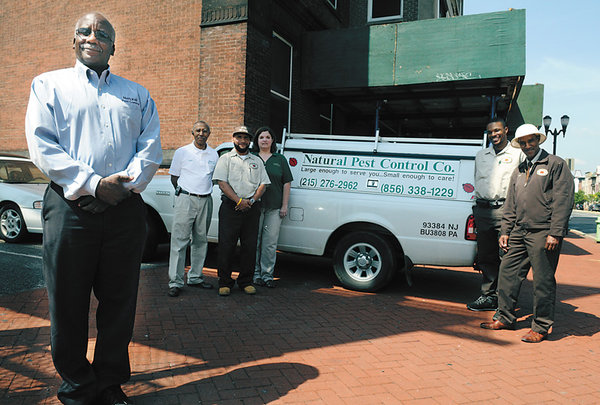 Natural Pest Control Co.
Large enough to serve you...Small enough to care!
(215) 276-2962 (856) 338-1229
93384 NJ
BU3808 PA